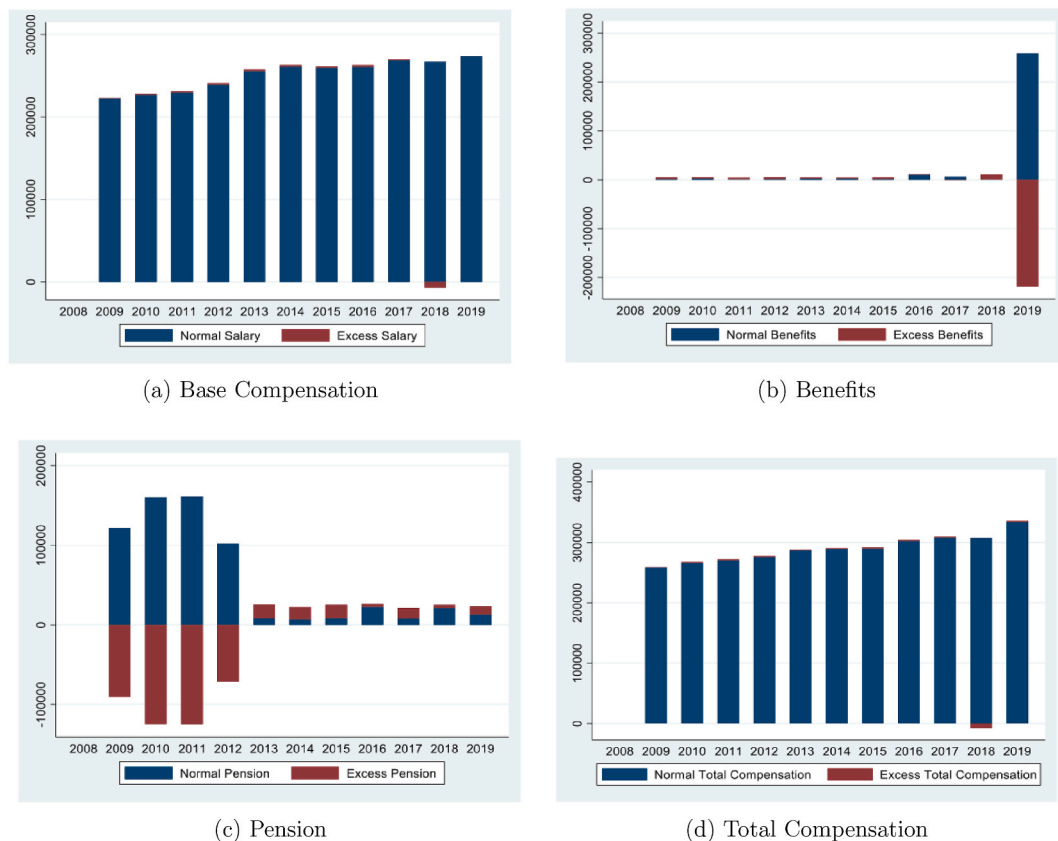 300000
200000
100000
0
2008 2009 2010 2011 2012 2013 2014 2015 2016 2017 2018 2019
Normal Salary Excess Salary
(a) Base Compensation
300000
200000
100000
0
-100000
-200000
2008 2009 2010 2011 2012 2013 2014 2015 2016 2017 2018 2019
Normal Benefits Excess Benefits
(b) Benefits
200000
100000
0
-100000
2008 2009 2010 2011 2012 2013 2014 2015 2016 2017 2018 2019
Normal Pension Excess Pension
(c) Pension
400000
300000
200000
100000
0
2008 2009 2010 2011 2012 2013 2014 2015 2016 2017 2018 2019
Normal Total Compensation Excess Total Compensation
(d) Total Compensation